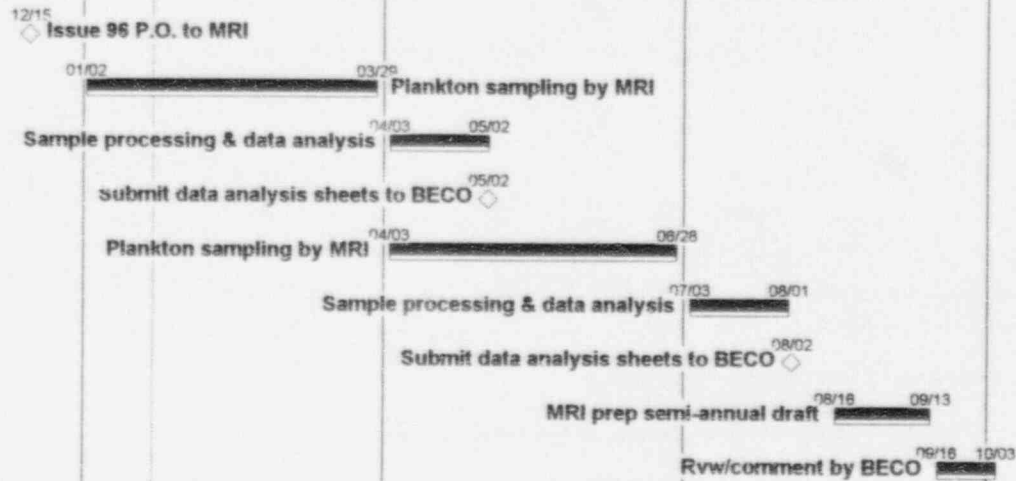 12/15
Issue 96 P.O. to MRI
01/02 03/29
Plankton sampling by MRI
04/03 05/02
Sample processing & data analysis
05/02
Submit data analysis sheets to BECO
04/03 06/28
Plankton sampling by MRI
07/03 08/01
Sample processing & data analysis
08/02
Submit data analysis sheets to BECO
08/16 09/13
MRI prep semi-annual draft
09/16 10/03
Rvw/comment by BECO